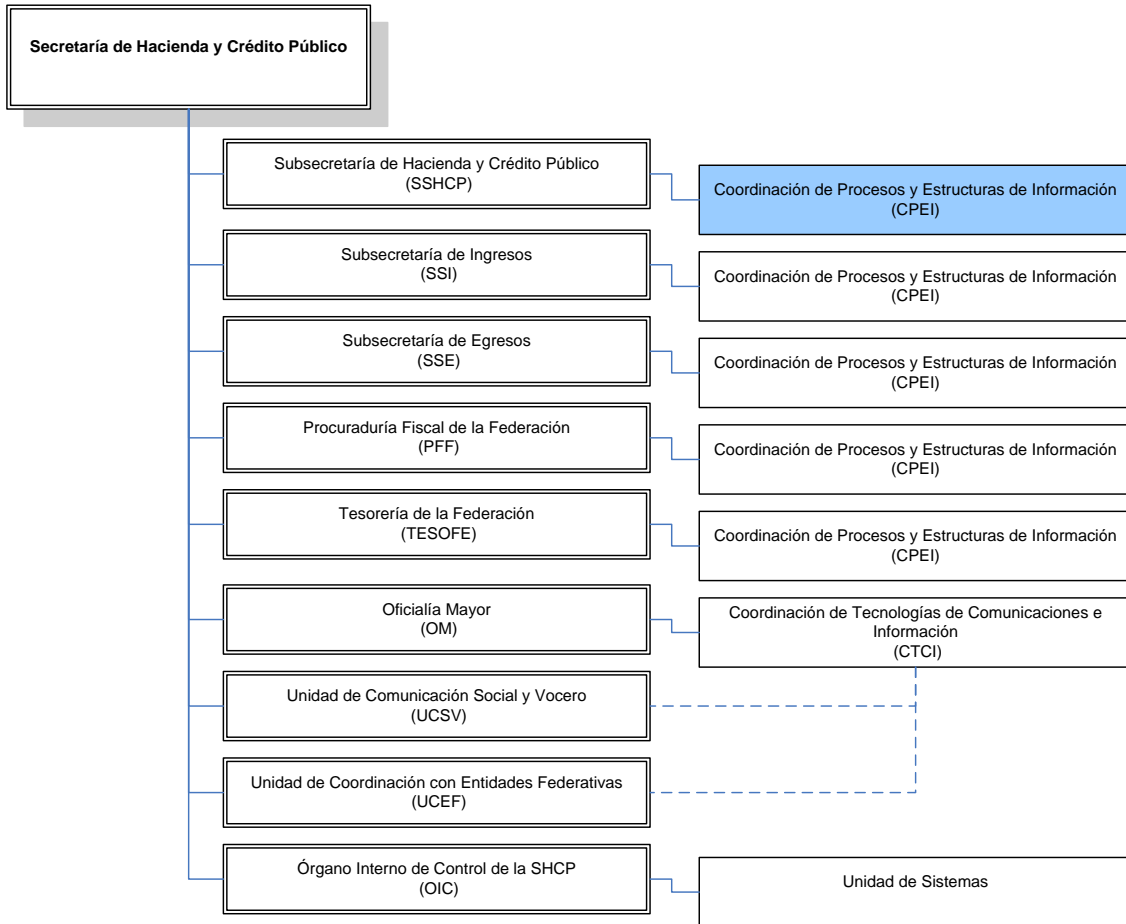 Secretaría de Hacienda y Crédito Público
Subsecretaría de Hacienda y Crédito Público
(SSHCP)
Coordinación de Procesos y Estructuras de Información
(CPEI)
Subsecretaría de Ingresos
(SSI)
Coordinación de Procesos y Estructuras de Información
(CPEI)
Subsecretaría de Egresos
(SSE)
Coordinación de Procesos y Estructuras de Información
(CPEI)
Procuraduría Fiscal de la Federación
(PFF)
Coordinación de Procesos y Estructuras de Información
(CPEI)
Tesorería de la Federación
(TESOFE)
Coordinación de Procesos y Estructuras de Información
(CPEI)
Oficialía Mayor
(OM)
Coordinación de Tecnologías de Comunicaciones e
Información
(CTCI)
Unidad de Comunicación Social y Vocero
(UCSV)
Unidad de Coordinación con Entidades Federativas
(UCEF)
Órgano Interno de Control de la SHCP
(OIC)
Unidad de Sistemas